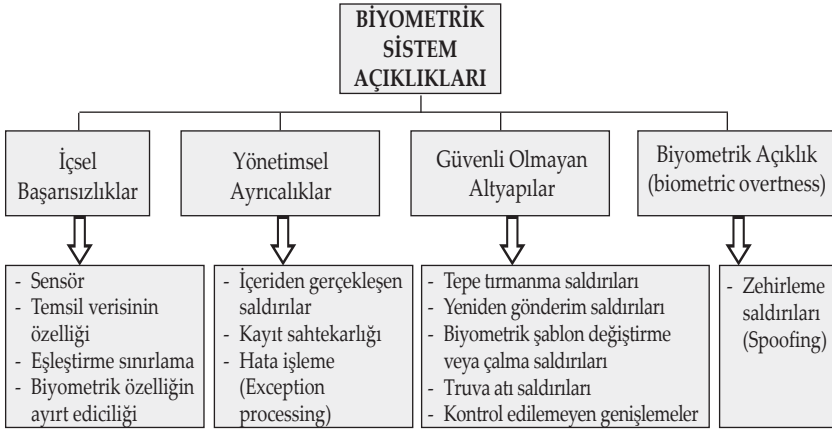 BİYOMETRİK
SİSTEM
AÇIKLIKLARI
İçsel
Başarısızlıklar
Yönetimsel
Ayrıcalıklar
Güvenli Olmayan
Altyapılar
Biyometrik Açıklık
(biometric overtness)
- Sensör
- Temsil verisinin
özelliği
- Eşleştirme sınırlama
- Biyometrik özelliğin
ayırt ediciliği
- İçeriden gerçekleşen
saldırılar
- Kayıt sahtekarlığı
- Hata işleme
(Exception
processing)
- Tepe tırmanma saldırıları
- Yeniden gönderim saldırıları
- Biyometrik şablon değiştirme
veya çalma saldırıları
- Truva atı saldırıları
- Kontrol edilemeyen genişlemeler
- Zehirleme
saldırıları
(Spoofing)